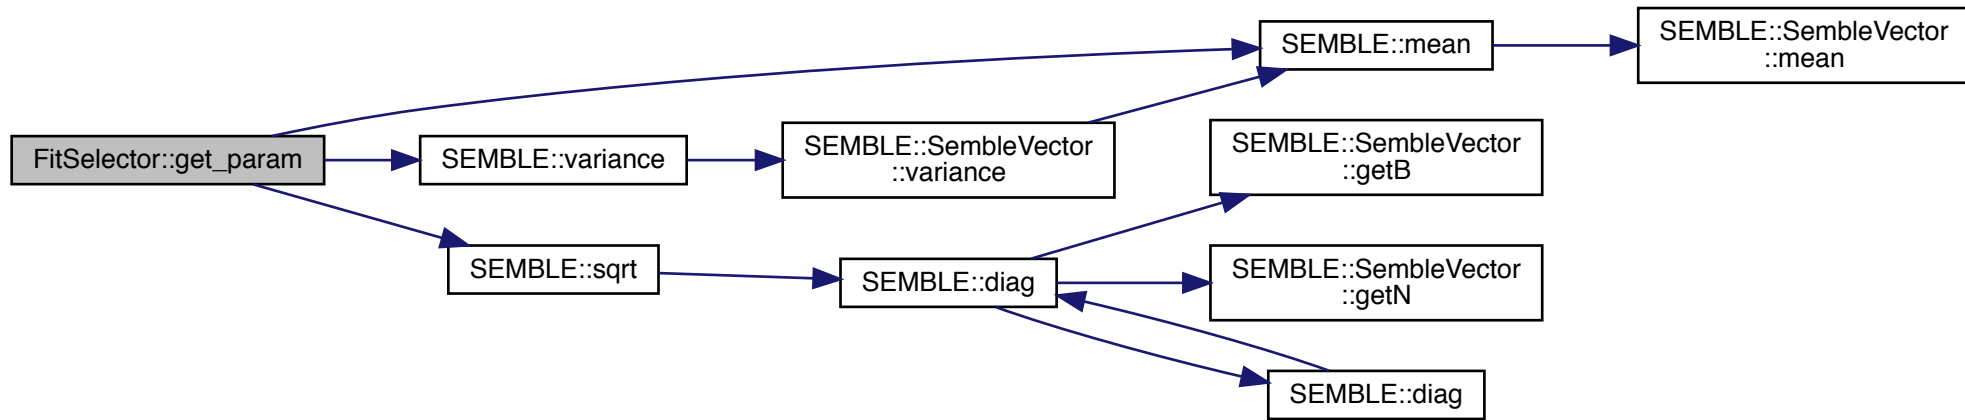 FitSelector::get_param
SEMBLE::mean
SEMBLE::SembleVector
::mean
SEMBLE::variance
SEMBLE::SembleVector
::variance
SEMBLE::SembleVector
::getB
SEMBLE::sqrt
SEMBLE::diag
SEMBLE::SembleVector
::getN
SEMBLE::diag